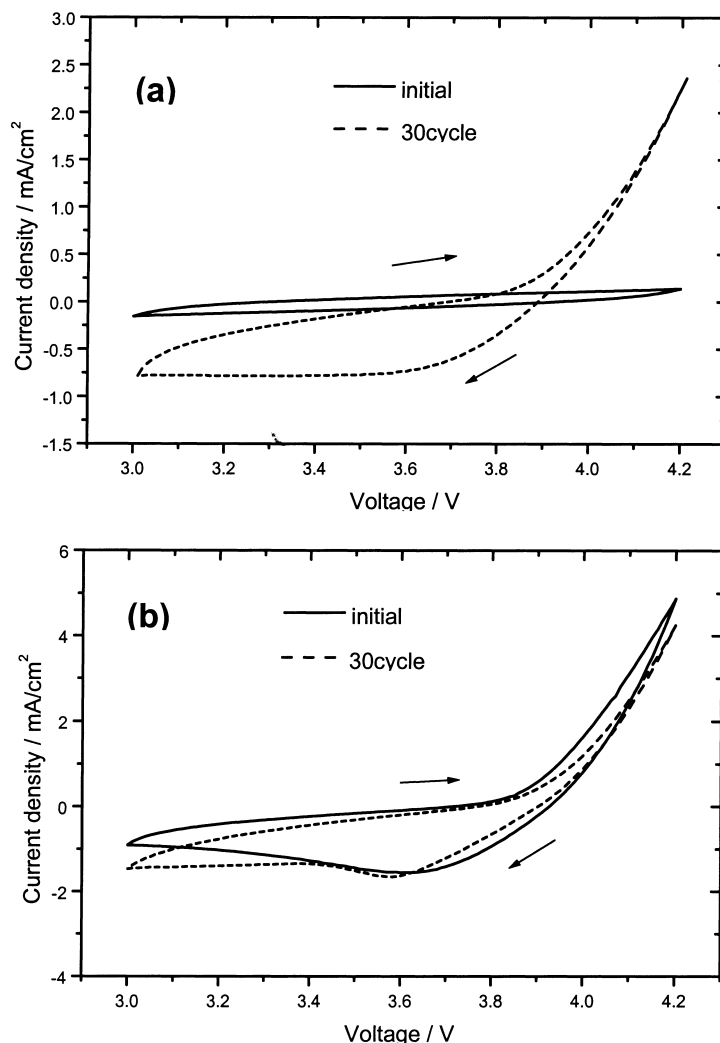 3.0
2.5
2.0
1.5
1.0
0.5
0.0
-0.5
-1.0
-1.5
Current density / mA/cm²
(a)
initial
30cycle
3.0 3.2 3.4 3.6 3.8 4.0 4.2
Voltage / V
6
4
2
0
-2
-4
Current density / mA/cm²
(b)
initial
30cycle
3.0 3.2 3.4 3.6 3.8 4.0 4.2
Voltage / V